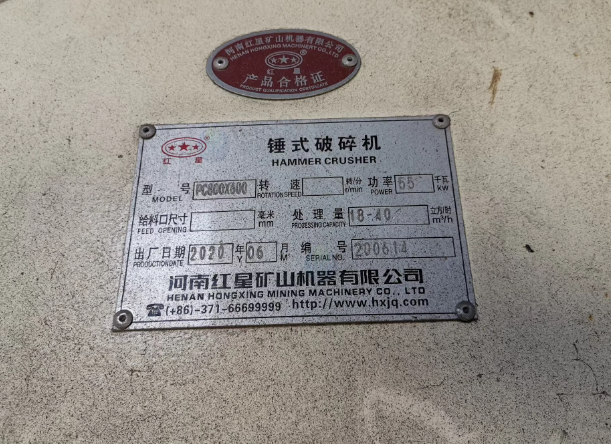 河南红星矿山机器有限公司
HENAN HONGXING MACHINERY CO.,LTD
红 星
产品合格证
PRODUCT QUALIFICATION CERTIFICATE
红 星
锤式破碎机
HAMMER CRUSHER
型 号 PC800X600 转 速 转/分 功率 55 千瓦
MODEL ROTATION SPEED r/min POWER kw
给料口尺寸 毫米 处理量 18-40 立方/时
FEED OPENING mm PROCESSING CAPACITY m³/h
出厂日期 2020 年 06 月 编 号 200614
PRODUCTION DATE Y M SERIAL NO.
河南红星矿山机器有限公司
HENAN HONGXING MINING MACHINERY CO., LTD
☎(+86)-371-66699999 http://www.hxjq.com